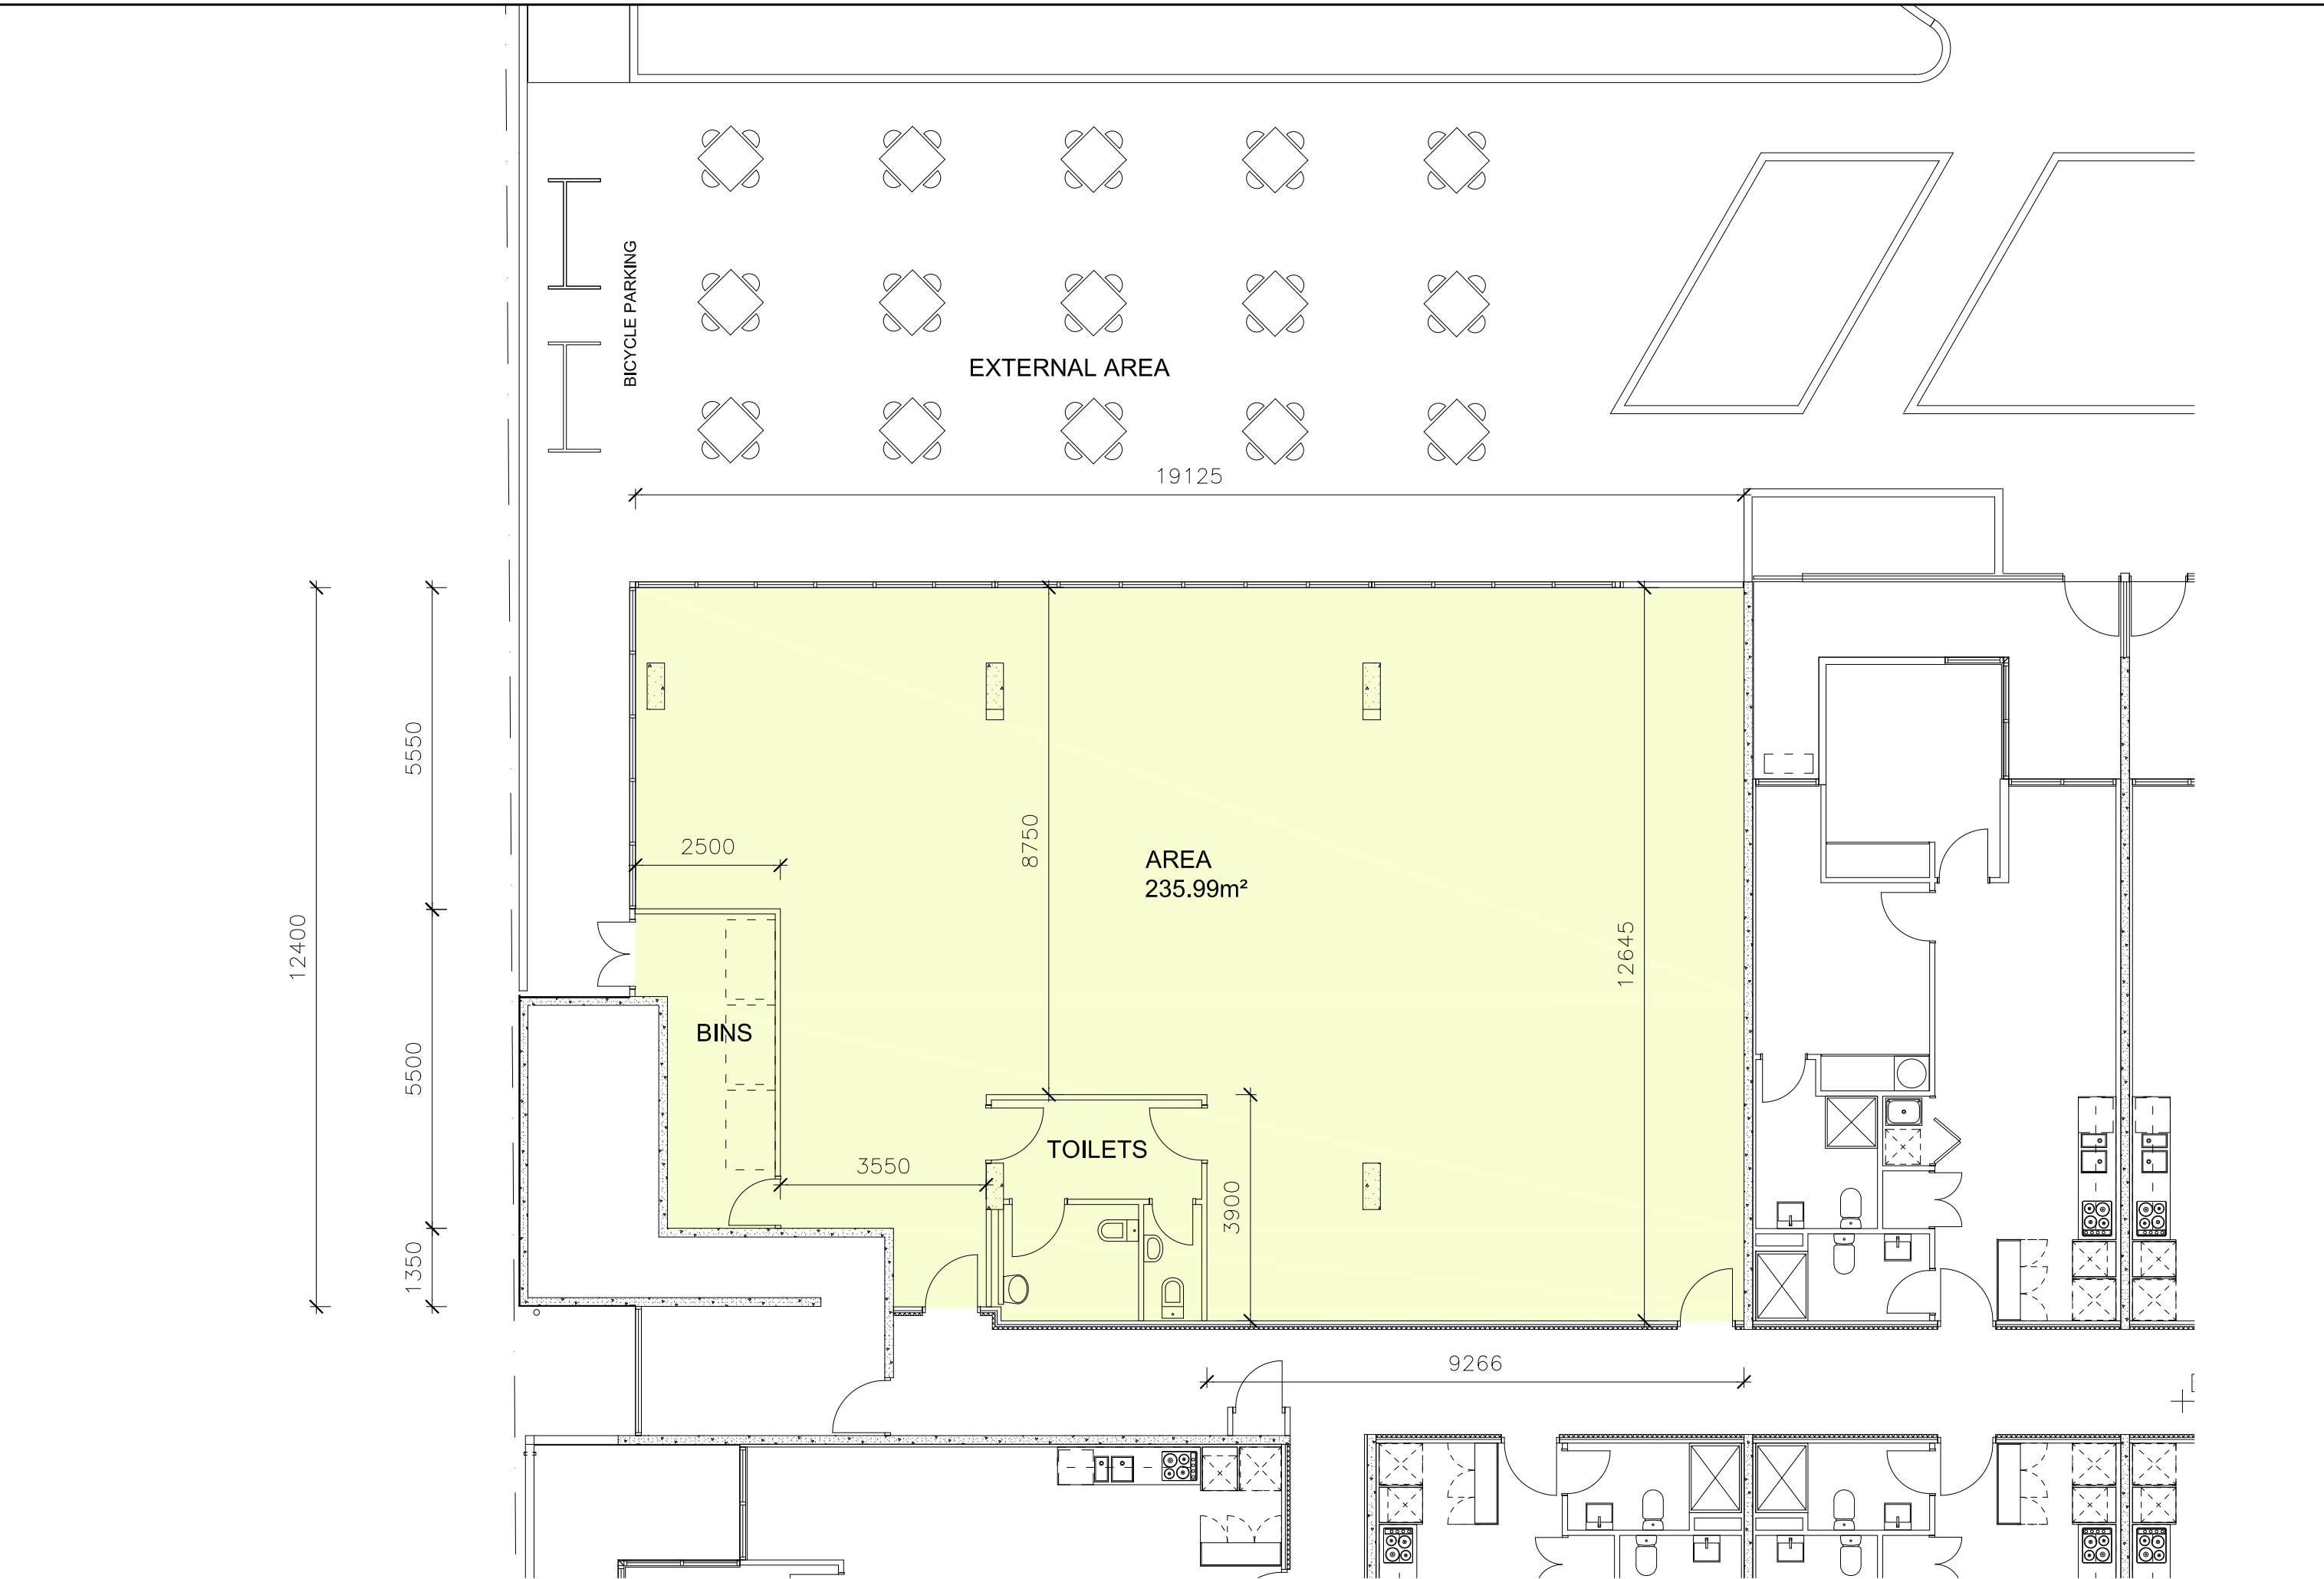 BICYCLE PARKING
EXTERNAL AREA
19125
5550
12400
5500
1350
2500
8750
AREA
235.99m²
12645
BINS
TOILETS
3550
3900
9266